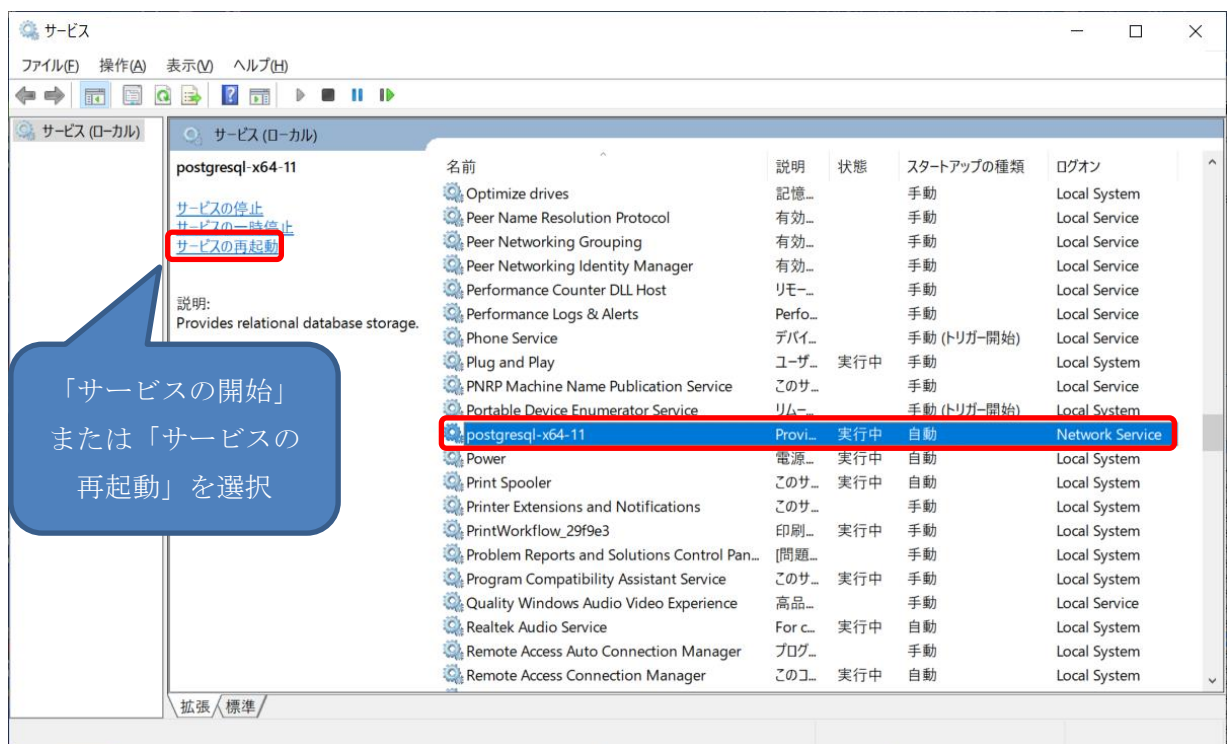 サービス
ファイル(F) 操作(A) 表示(V) ヘルプ(H)
サービス (ローカル)
サービス (ローカル)
postgresql-x64-11
サービスの停止
サービスの一時停止
サービスの再起動
説明:
Provides relational database storage.
「サービスの開始」
または「サービスの
再起動」を選択
名前 説明 状態 スタートアップの種類 ログオン
Optimize drives 記憶... 手動 Local System
Peer Name Resolution Protocol 有効... 手動 Local Service
Peer Networking Grouping 有効... 手動 Local Service
Peer Networking Identity Manager 有効... 手動 Local Service
Performance Counter DLL Host リモー... 手動 Local Service
Performance Logs & Alerts Perfo... 手動 Local Service
Phone Service デバイ... 手動 (トリガー開始) Local Service
Plug and Play ユーザ... 実行中 手動 Local System
PNRP Machine Name Publication Service このサ... 手動 Local Service
Portable Device Enumerator Service リムー... 手動 (トリガー開始) Local System
postgresql-x64-11 Provi... 実行中 自動 Network Service
Power 電源... 実行中 自動 Local System
Print Spooler このサ... 実行中 自動 Local System
Printer Extensions and Notifications このサ... 手動 Local System
PrintWorkflow_29f9e3 印刷... 実行中 手動 Local System
Problem Reports and Solutions Control Pan... [問題... 手動 Local System
Program Compatibility Assistant Service このサ... 実行中 手動 Local System
Quality Windows Audio Video Experience 高品... 手動 Local Service
Realtek Audio Service For c... 実行中 自動 Local System
Remote Access Auto Connection Manager プログ... 手動 Local System
Remote Access Connection Manager このコ... 実行中 自動 Local System
拡張 標準